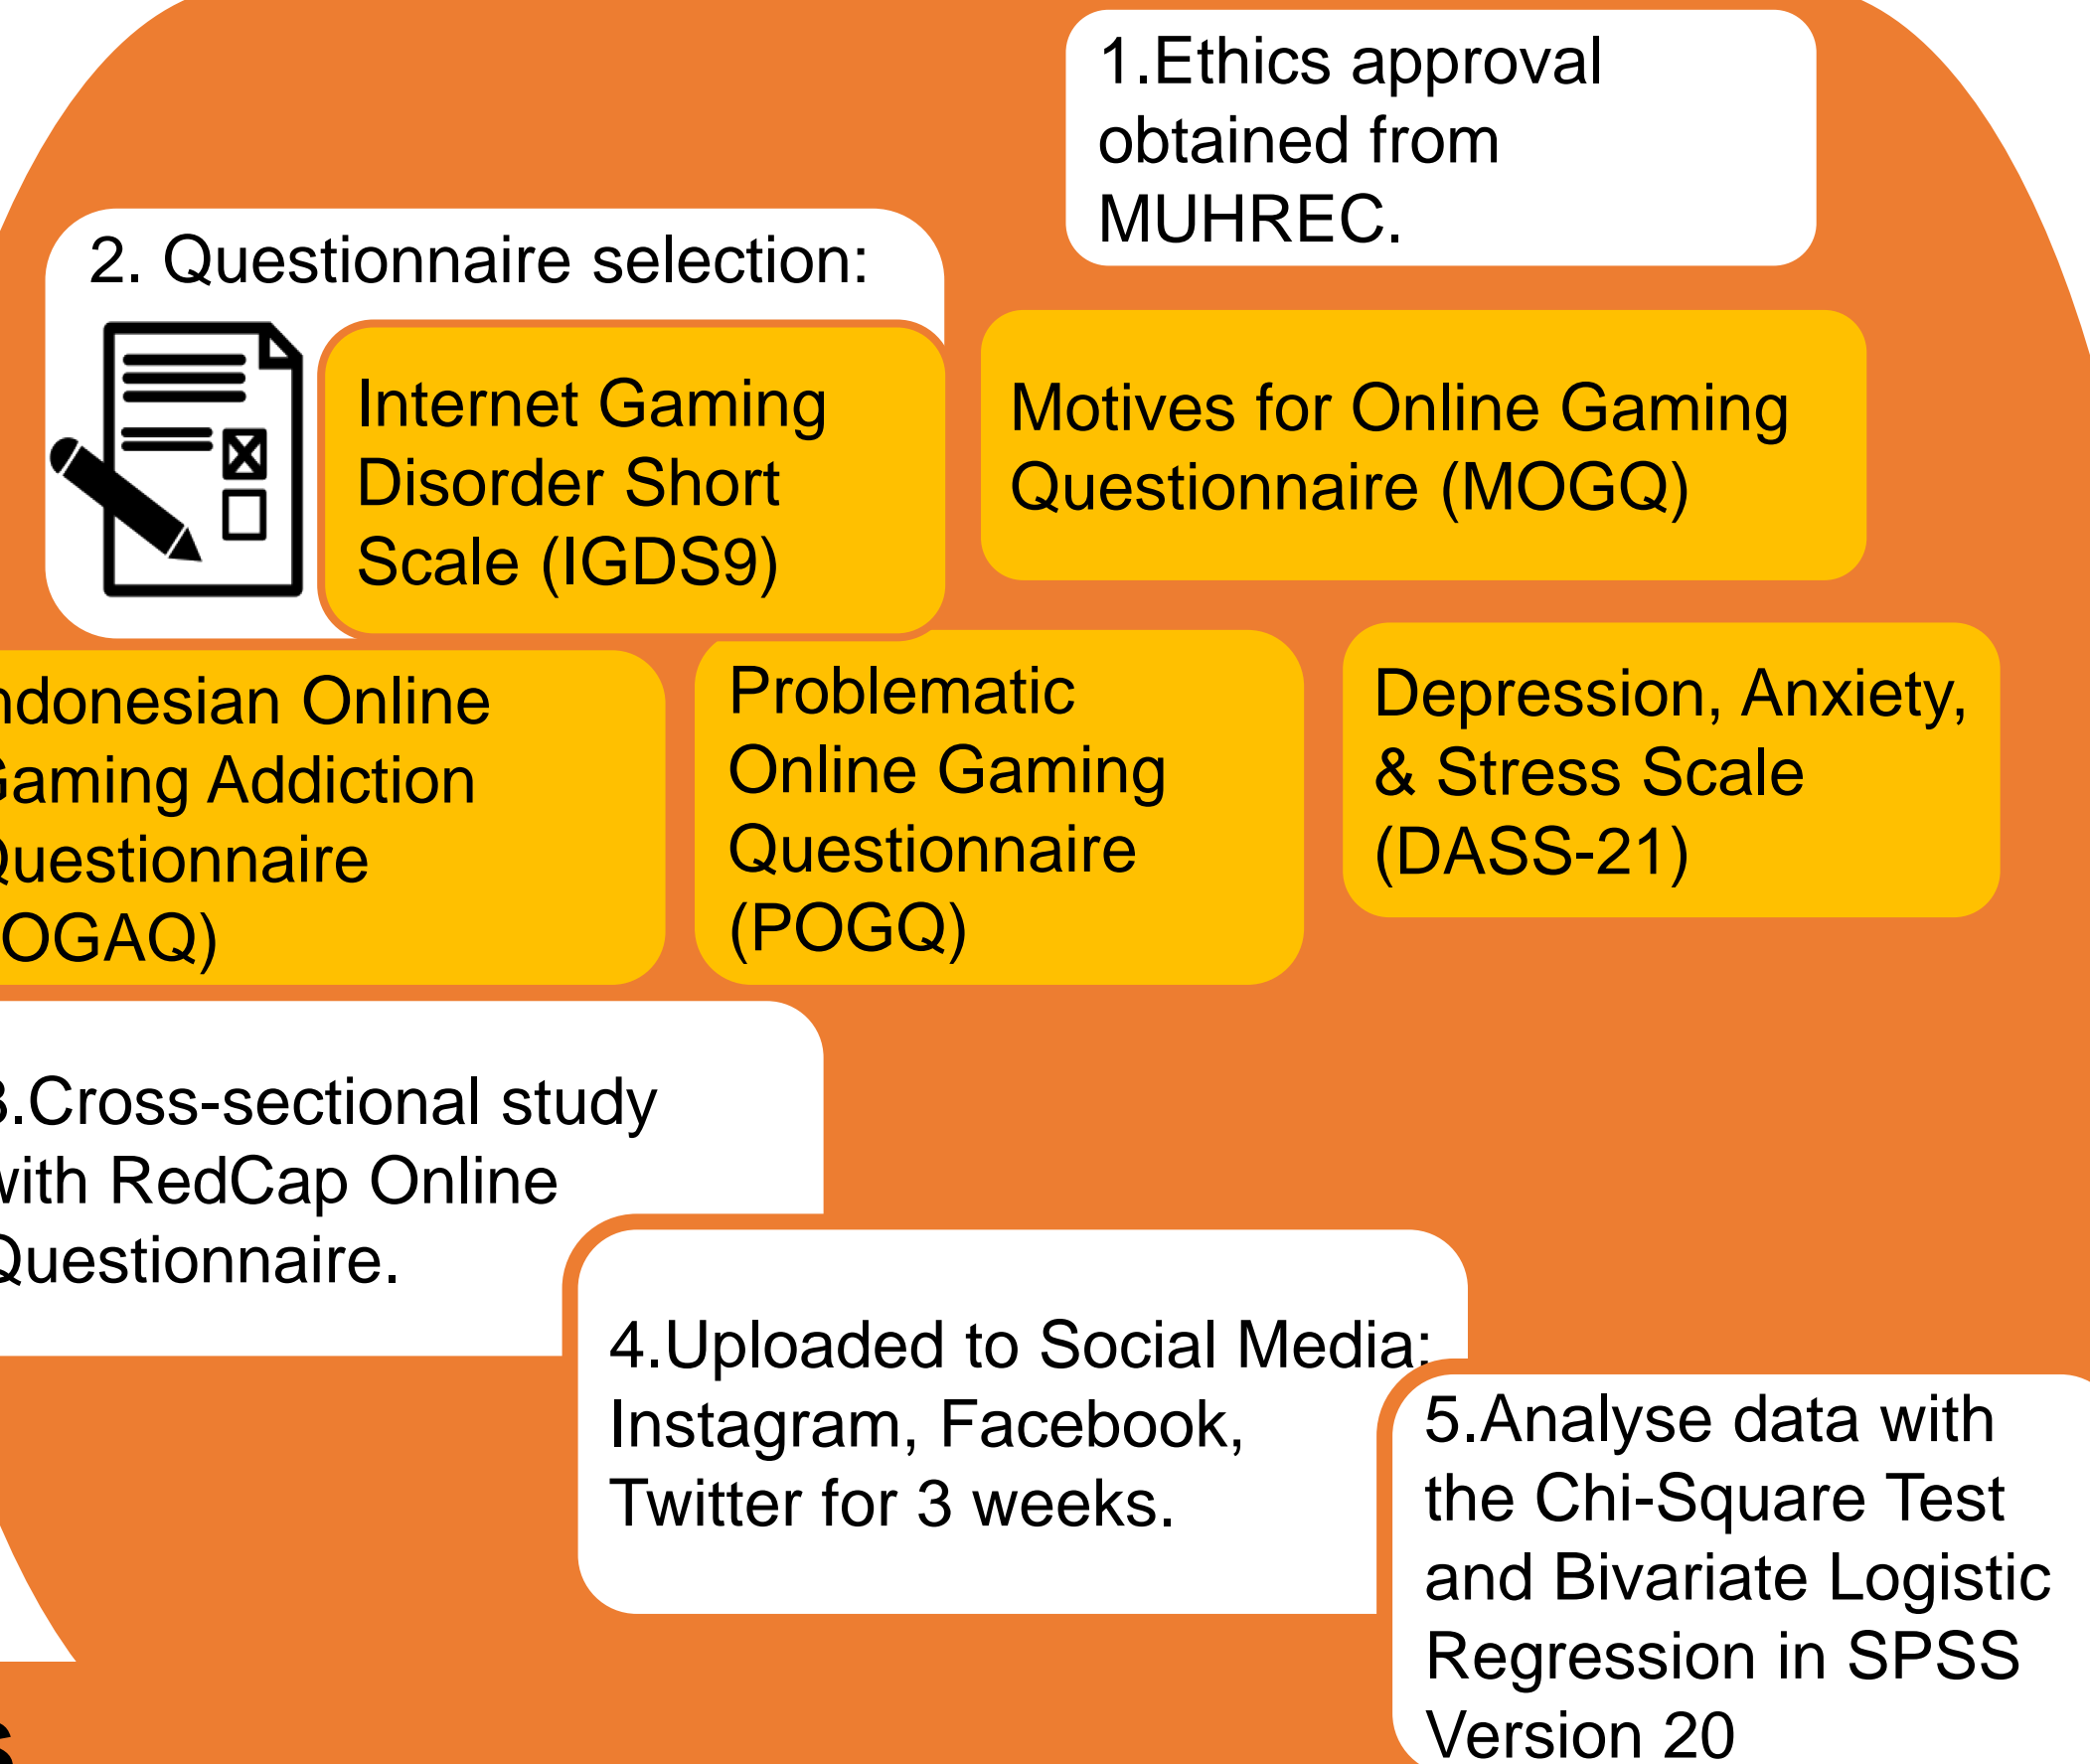 1.Ethics approval
obtained from
MUHREC.
2. Questionnaire selection:
Internet Gaming
Disorder Short
Scale (IGDS9)
Motives for Online Gaming
Questionnaire (MOGQ)
ndonesian Online
Gaming Addiction
Questionnaire
OGAQ)
Problematic
Online Gaming
Questionnaire
(POGQ)
Depression, Anxiety,
& Stress Scale
(DASS-21)
3.Cross-sectional study
with RedCap Online
Questionnaire.
4.Uploaded to Social Media:
Instagram, Facebook,
Twitter for 3 weeks.
5.Analyse data with
the Chi-Square Test
and Bivariate Logistic
Regression in SPSS
Version 20